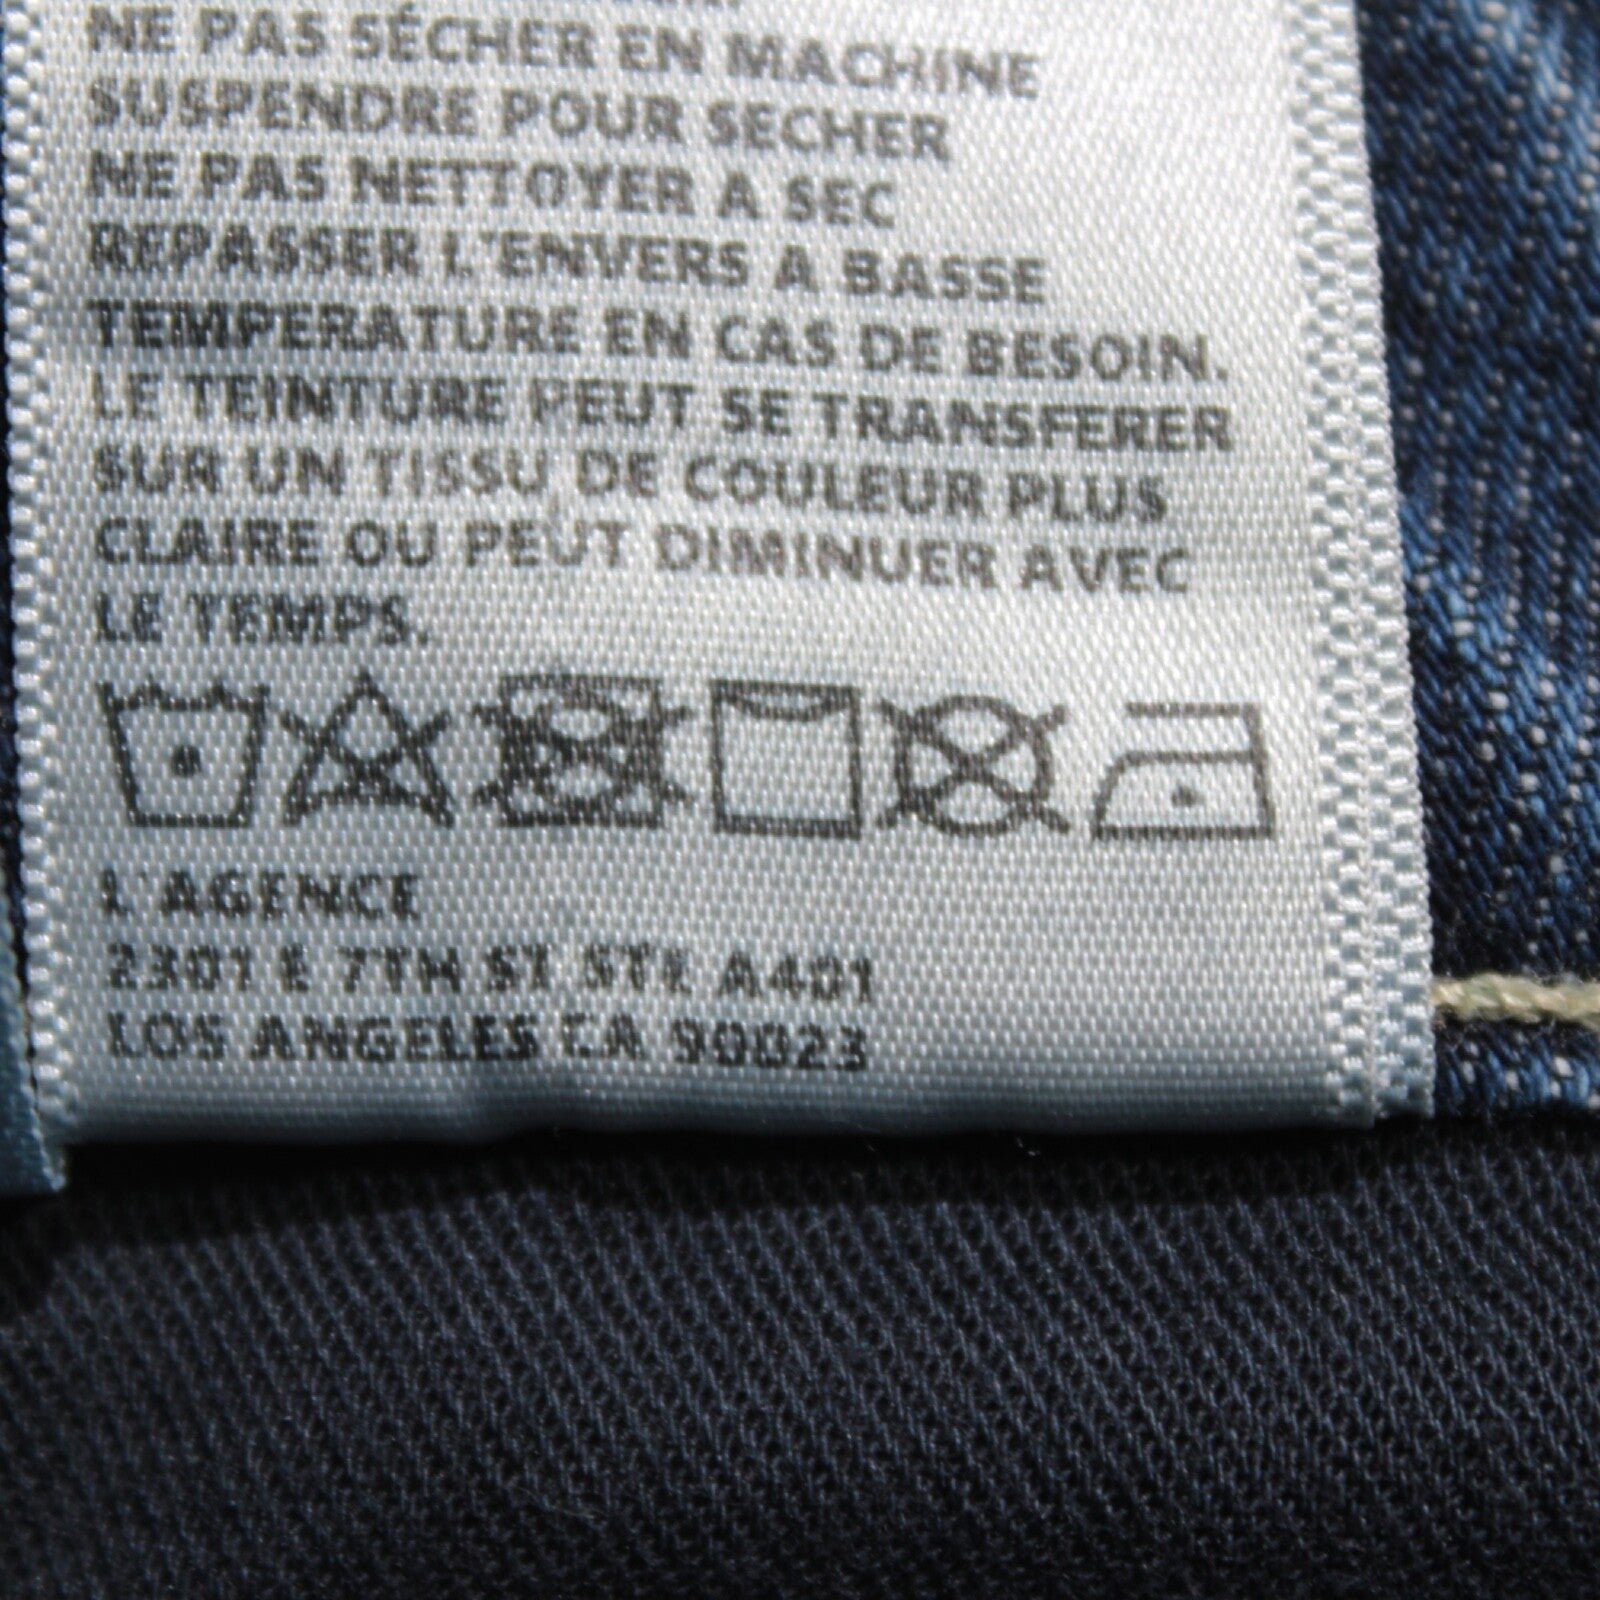 NE PAS SÉCHER EN MACHINE
SUSPENDRE POUR SECHER
NE PAS NETTOYER A SEC
REPASSER L'ENVERS A BASSE
TEMPERATURE EN CAS DE BESOIN.
LE TEINTURE PEUT SE TRANSFERER
SUR UN TISSU DE COULEUR PLUS
CLAIRE OU PEUT DIMINUER AVEC
LE TEMPS.
L'AGENCE
2301 E 7TH ST STE A401
LOS ANGELES CA 90023